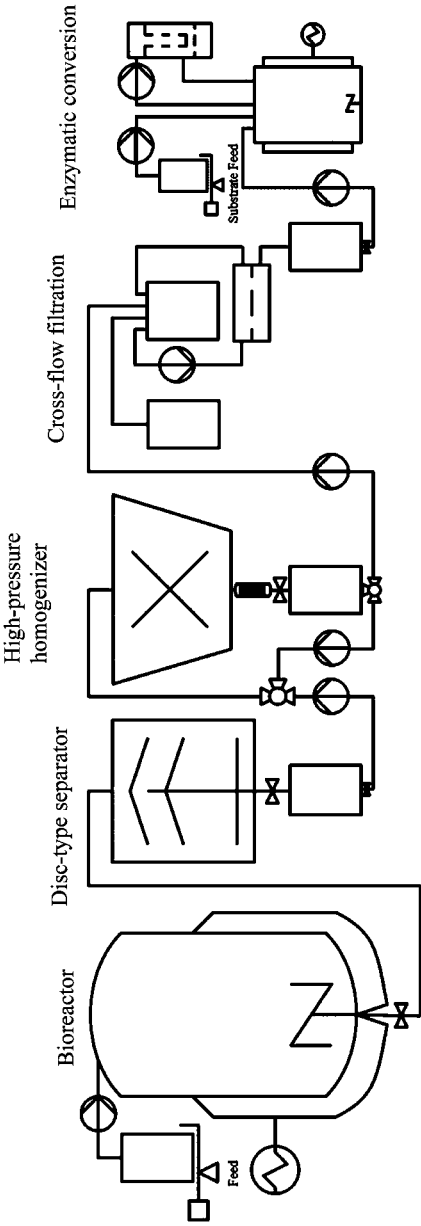 Bioreactor
Disc-type separator
High-pressure
homogenizer
Cross-flow filtration
Enzymatic conversion
Feed
Substrate Feed